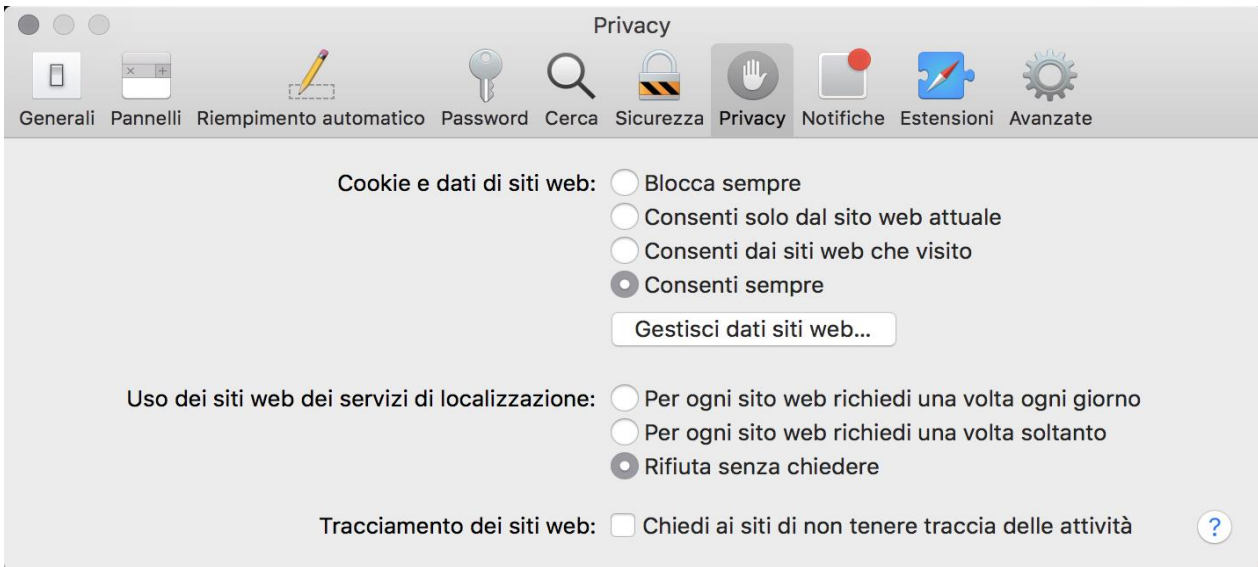 Privacy
Generali Pannelli Riempimento automatico Password Cerca Sicurezza Privacy Notifiche Estensioni Avanzate
Cookie e dati di siti web: Blocca sempre
Consenti solo dal sito web attuale
Consenti dai siti web che visito
Consenti sempre
Gestisci dati siti web...
Uso dei siti web dei servizi di localizzazione: Per ogni sito web richiedi una volta ogni giorno
Per ogni sito web richiedi una volta soltanto
Rifiuta senza chiedere
Tracciamento dei siti web: Chiedi ai siti di non tenere traccia delle attività ?